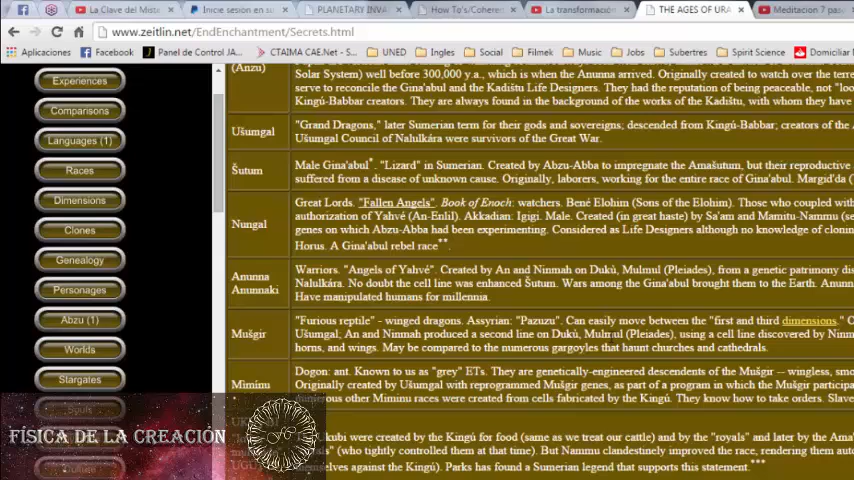 La Clave del Mist
Inicie sesion en su
PLANETARY INVA
How To's/Coheren
La transformación
THE AGES OF URA
Meditacion 7 pas
www.zeitlin.net/EndEnchantment/Secrets.html
Aplicaciones
Facebook
Panel de Control JA...
CTAIMA CAE.Net - C...
UNED
Ingles
Social
Filmek
Music
Jobs
Subertres
Spanish Checker
Domiciliar
Experiences
Comparisons
Languages (1)
Races
Dimensions
Clones
Genealogy
Personages
Abzu (1)
Worlds
Stargates
(Anzu)
Solar System) well before 300,000 y.a., which is when the Anunna arrived. Originally created to watch over the terre
serve to reconcile the Gina'abul and the Kadištu Life Designers. They had the reputation of being peaceable, not "loo
Kingú-Babbar creators. They are always found in the background of the works of the Kadištu, with whom they have
Ušumgal
"Grand Dragons," later Sumerian term for their gods and sovereigns; descended from Kingú-Babbar; creators of the
Ušumgal Council of Nalulkára were survivors of the Great War.
Šutum
Male Gina'abul*. "Lizard" in Sumerian. Created by Abzu-Abba to impregnate the Amašutum, but their reproductive
suffered from a disease of unknown cause. Originally, laborers, working for the entire race of Gina'abul. Margíd'da (
Nungal
Great Lords. "Fallen Angels". Book of Enoch: watchers. Bené Elohim (Sons of the Elohim). Those who coupled with
authorization of Yahvé (An-Enlíl). Akkadian: Igigi. Male. Created (in great haste) by Sa'am and Mamitu-Nammu (se
genes on which Abzu-Abba had been experimenting. Considered as Life Designers although no knowledge of clonin
Horus. A Gina'abul rebel race**.
Anunna
Anunnaki
Warriors. "Angels of Yahvé". Created by An and Ninmah on Dukù, Mulmul (Pleiades), from a genetic patrimony dis
Nalulkára. No doubt the cell line was enhanced Šutum. Wars among the Gina'abul brought them to the Earth. Anunn
Have manipulated humans for millennia.
Mušgir
"Furious reptile" - winged dragons. Assyrian: "Pazuzu". Can easily move between the "first and third dimensions." C
Ušumgal; An and Ninmah produced a second line on Dukù, Mulmul (Pleiades), using a cell line discovered by Ninm
horns, and wings. May be compared to the numerous gargoyles that haunt churches and cathedrals.
Mimínu
Dogon: ant. Known to us as "grey" ETs. They are genetically-engineered descendents of the Mušgir -- wingless, smo
Originally created by Ušumgal with reprogrammed Mušgir genes, as part of a program in which the Mušgir participa
numerous other Mimínu races were created from cells fabricated by the Kingú. They know how to take orders. Slave
Ukubi were created by the Kingú for food (same as we treat our cattle) and by the "royals" and later by the Ama
(who tightly controlled them at that time). But Nammu clandestinely improved the race, rendering them auto
themselves against the Kingú). Parks has found a Sumerian legend that supports this statement.***
FÍSICA DE LA CREACIÓN